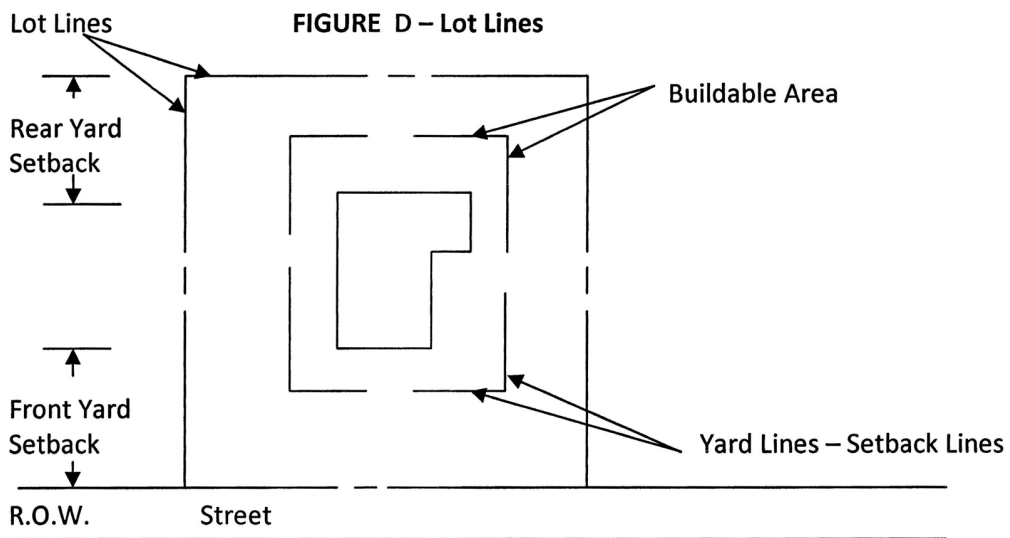 Lot Lines
FIGURE D – Lot Lines
Buildable Area
Rear Yard
Setback
Front Yard
Setback
Yard Lines – Setback Lines
R.O.W.
Street